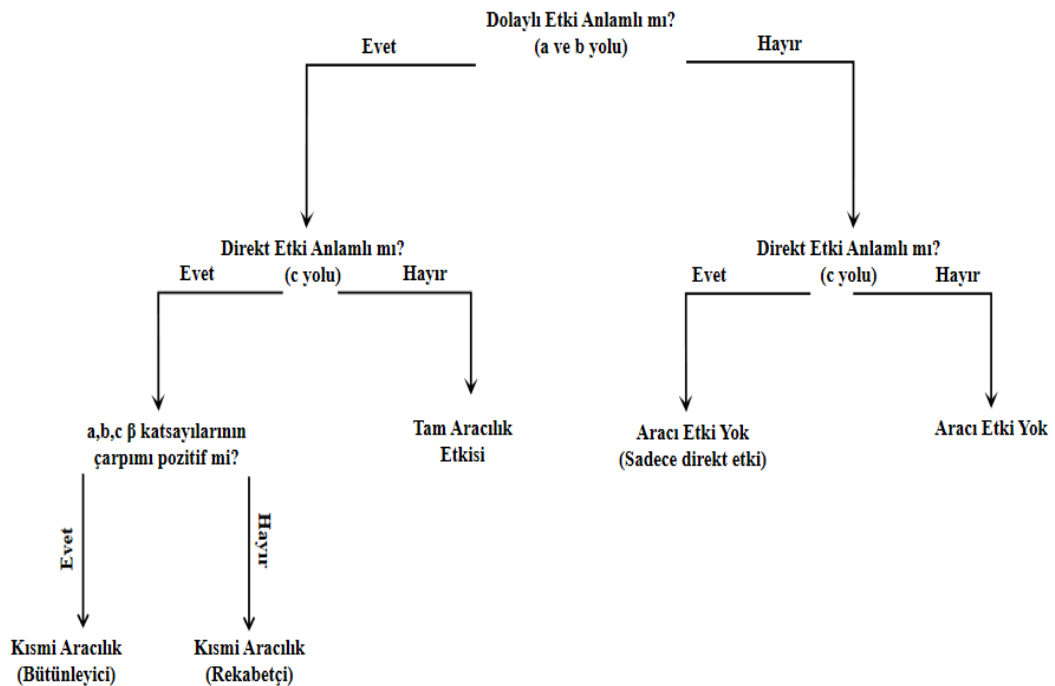 Dolaylı Etki Anlamlı mı?
(a ve b yolu)
Evet
Hayır
Direkt Etki Anlamlı mı?
(c yolu)
Evet
Hayır
Direkt Etki Anlamlı mı?
(c yolu)
Evet
Hayır
a,b,c β katsayılarının
çarpımı pozitif mi?
Tam Aracılık
Etkisi
Aracı Etki Yok
(Sadece direkt etki)
Aracı Etki Yok
Evet
Hayır
Kısmi Aracılık
(Bütünleyici)
Kısmi Aracılık
(Rekabetçi)